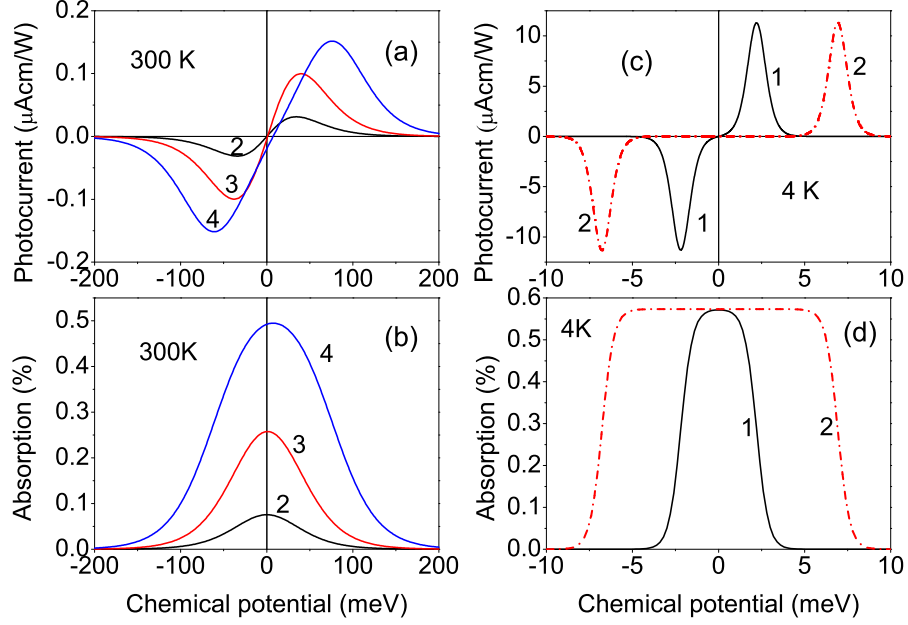 0.2
0.1
0.0
-0.1
-0.2
Photocurrent (μAcm/W)
300 K
(a)
2
3
4
-200 -100 0 100 200
10
5
0
-5
-10
Photocurrent (μAcm/W)
(c)
1
2
4 K
2
1
-10 -5 0 5 10
0.5
0.4
0.3
0.2
0.1
0.0
Absorption (%)
300K
(b)
4
3
2
-200 -100 0 100 200
Chemical potential (meV)
0.6
0.5
0.4
0.3
0.2
0.1
0.0
Absorption (%)
4K
(d)
1
2
-10 -5 0 5 10
Chemical potential (meV)